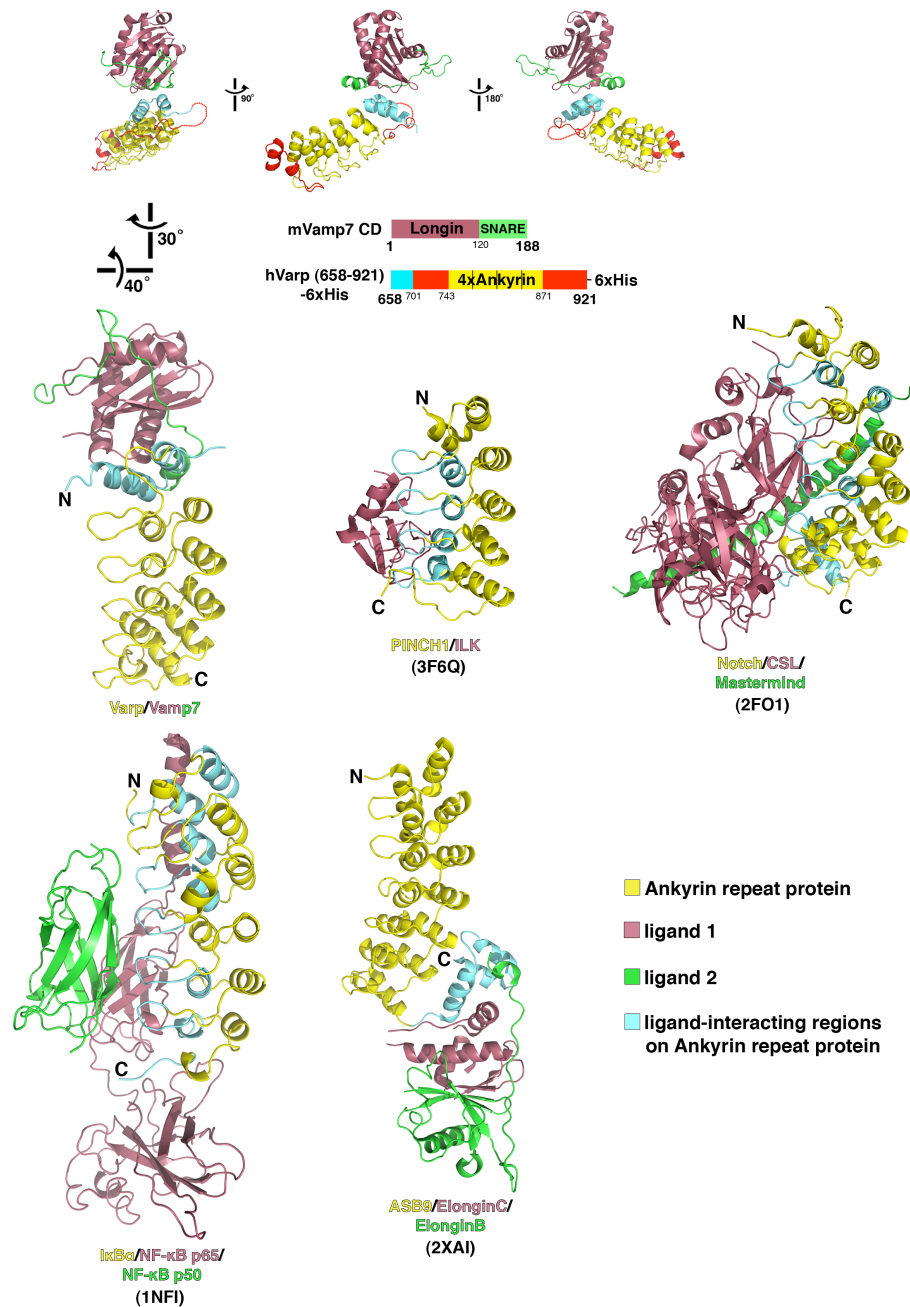 90°
180°
30°
40°
mVamp7 CD
Longin
SNARE
1
120
188
hVarp (658-921)
-6xHis
4xAnkyrin
6xHis
658
701
743
871
921
N
C
Varp/Vamp7
N
C
PINCH1/ILK
(3F6Q)
N
C
Notch/CSL/
Mastermind
(2FO1)
N
C
IκBα/NF-κB p65/
NF-κB p50
(1NFI)
N
C
ASB9/ElonginC/
ElonginB
(2XAI)
Ankyrin repeat protein
ligand 1
ligand 2
ligand-interacting regions
on Ankyrin repeat protein